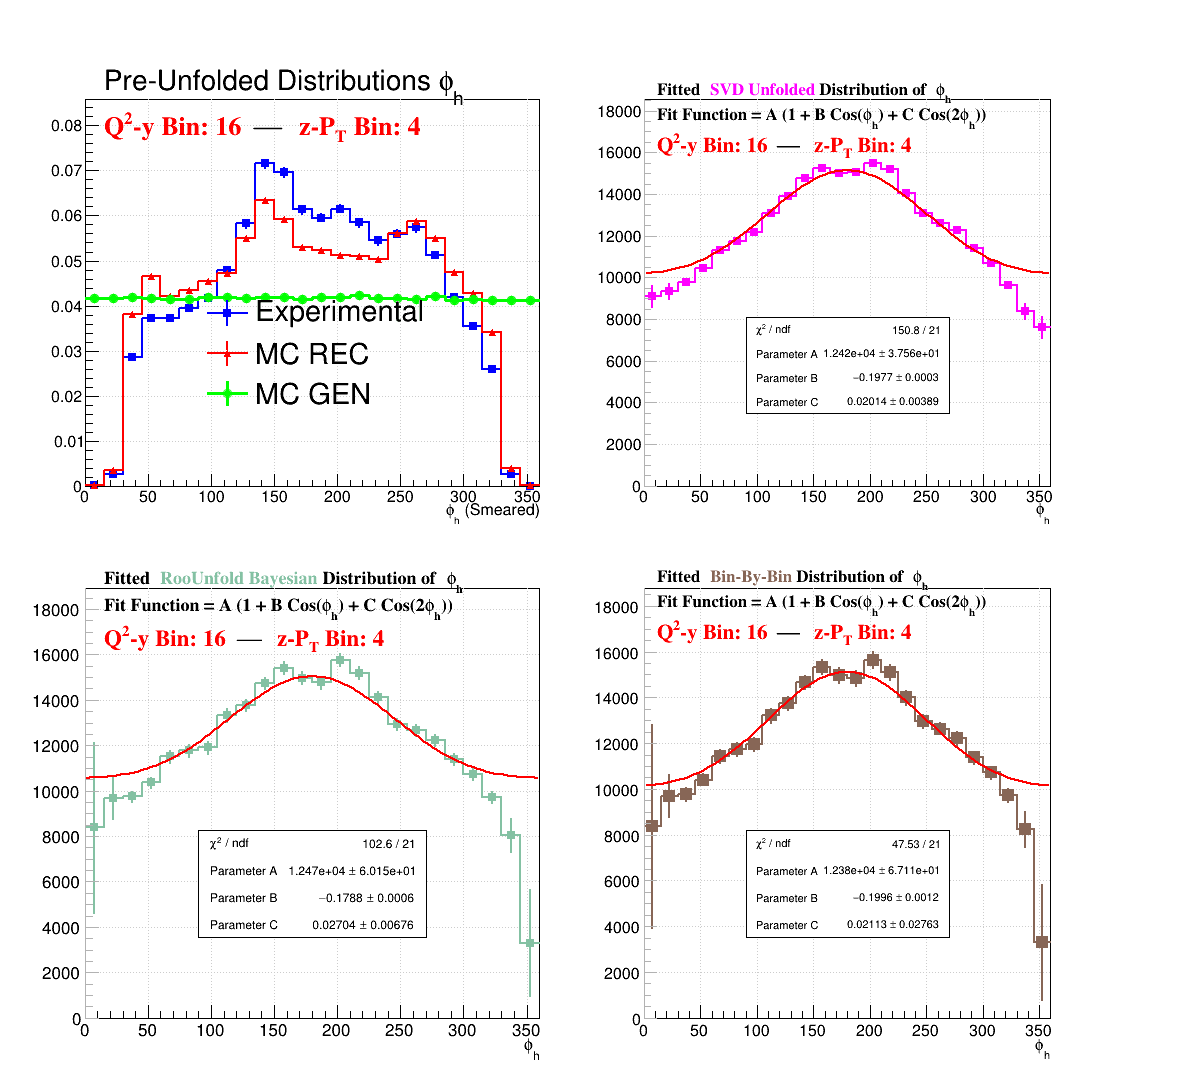 Pre-Unfolded Distributions ϕh
Q2-y Bin: 16 — z-PT Bin: 4
0.08
0.07
0.06
0.05
0.04
0.03
0.02
0.01
0
Experimental
MC REC
MC GEN
0 50 100 150 200 250 300 350
ϕh (Smeared)
Fitted SVD Unfolded Distribution of ϕh
Fit Function = A (1 + B Cos(ϕh) + C Cos(2ϕh))
Q2-y Bin: 16 — z-PT Bin: 4
18000
16000
14000
12000
10000
8000
6000
4000
2000
0
χ2 / ndf 150.8 / 21
Parameter A 1.242e+04 ± 3.756e+01
Parameter B −0.1977 ± 0.0003
Parameter C 0.02014 ± 0.00389
0 50 100 150 200 250 300 350
ϕh
Fitted RooUnfold Bayesian Distribution of ϕh
Fit Function = A (1 + B Cos(ϕh) + C Cos(2ϕh))
Q2-y Bin: 16 — z-PT Bin: 4
18000
16000
14000
12000
10000
8000
6000
4000
2000
0
χ2 / ndf 102.6 / 21
Parameter A 1.247e+04 ± 6.015e+01
Parameter B −0.1788 ± 0.0006
Parameter C 0.02704 ± 0.00676
0 50 100 150 200 250 300 350
ϕh
Fitted Bin-By-Bin Distribution of ϕh
Fit Function = A (1 + B Cos(ϕh) + C Cos(2ϕh))
Q2-y Bin: 16 — z-PT Bin: 4
18000
16000
14000
12000
10000
8000
6000
4000
2000
0
χ2 / ndf 47.53 / 21
Parameter A 1.238e+04 ± 6.711e+01
Parameter B −0.1996 ± 0.0012
Parameter C 0.02113 ± 0.02763
0 50 100 150 200 250 300 350
ϕh